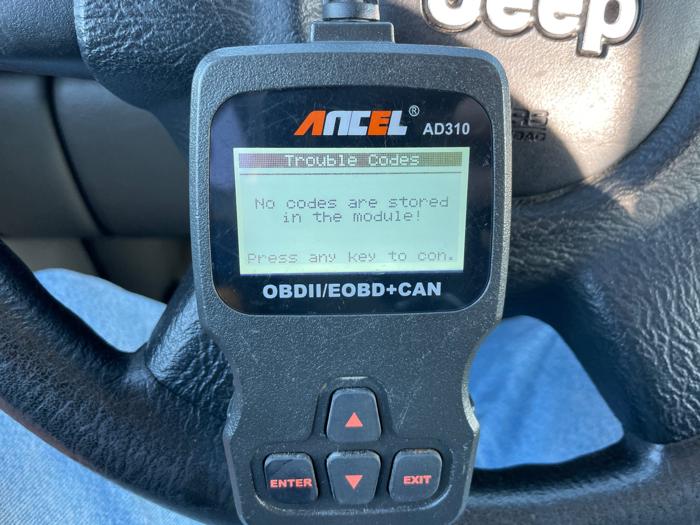 Jeep
SRS
ANCEL® AD310
Trouble Codes
No codes are stored
in the module!
Press any key to con.
OBDII/EOBD+CAN
ENTER
EXIT